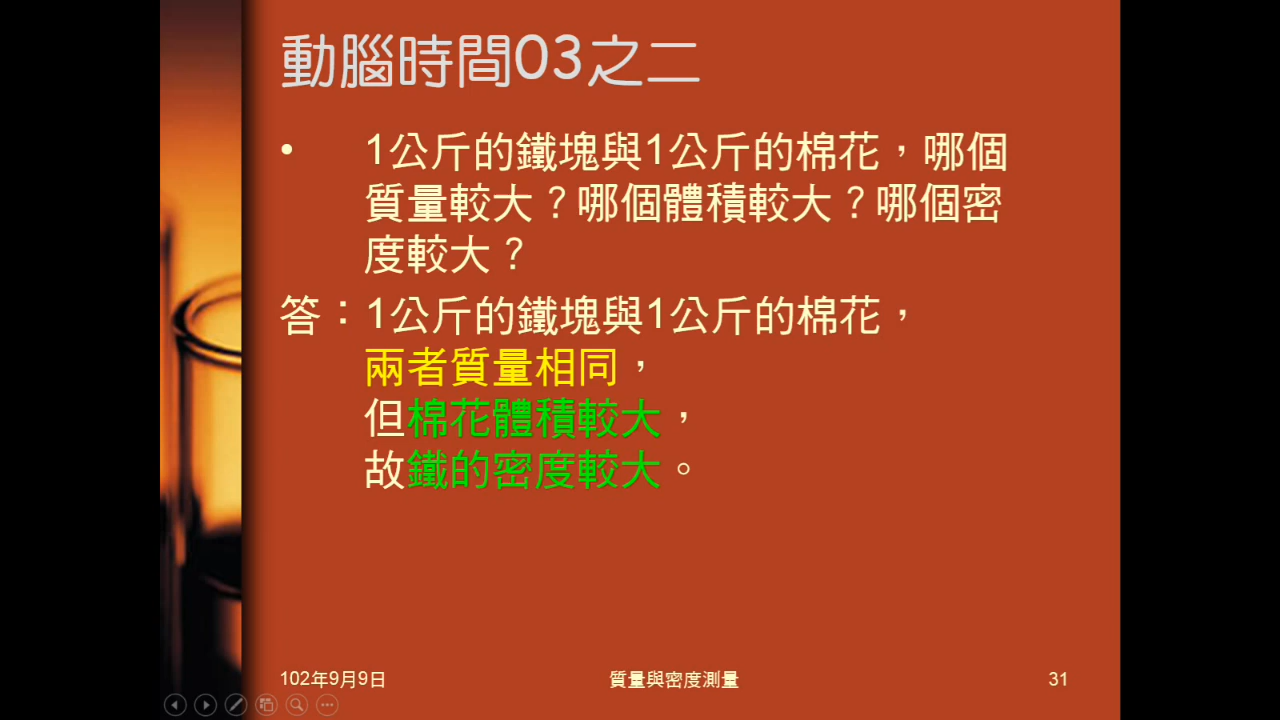 動腦時間03之二
• 1公斤的鐵塊與1公斤的棉花，哪個
質量較大？哪個體積較大？哪個密
度較大？
答：1公斤的鐵塊與1公斤的棉花，
兩者質量相同，
但棉花體積較大，
故鐵的密度較大。
102年9月9日
質量與密度測量
31